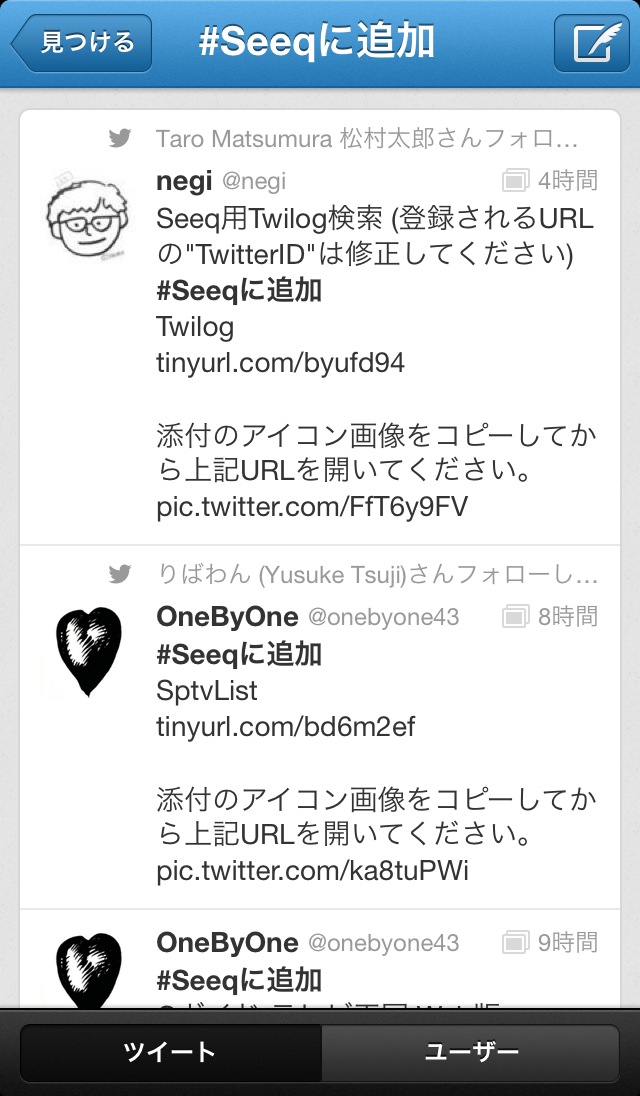 見つける
#Seeqに追加
Taro Matsumura 松村太郎さんフォロ…
negi @negi 4時間
Seeq用Twilog検索 (登録されるURL
の"TwitterID"は修正してください)
#Seeqに追加
Twilog
tinyurl.com/byufd94
添付のアイコン画像をコピーしてか
ら上記URLを開いてください。
pic.twitter.com/FfT6y9FV
りばわん (Yusuke Tsuji)さんフォローし…
OneByOne @onebyone43 8時間
#Seeqに追加
SptvList
tinyurl.com/bd6m2ef
添付のアイコン画像をコピーしてか
ら上記URLを開いてください。
pic.twitter.com/ka8tuPWi
OneByOne @onebyone43 9時間
#Seeqに追加
ツイート
ユーザー